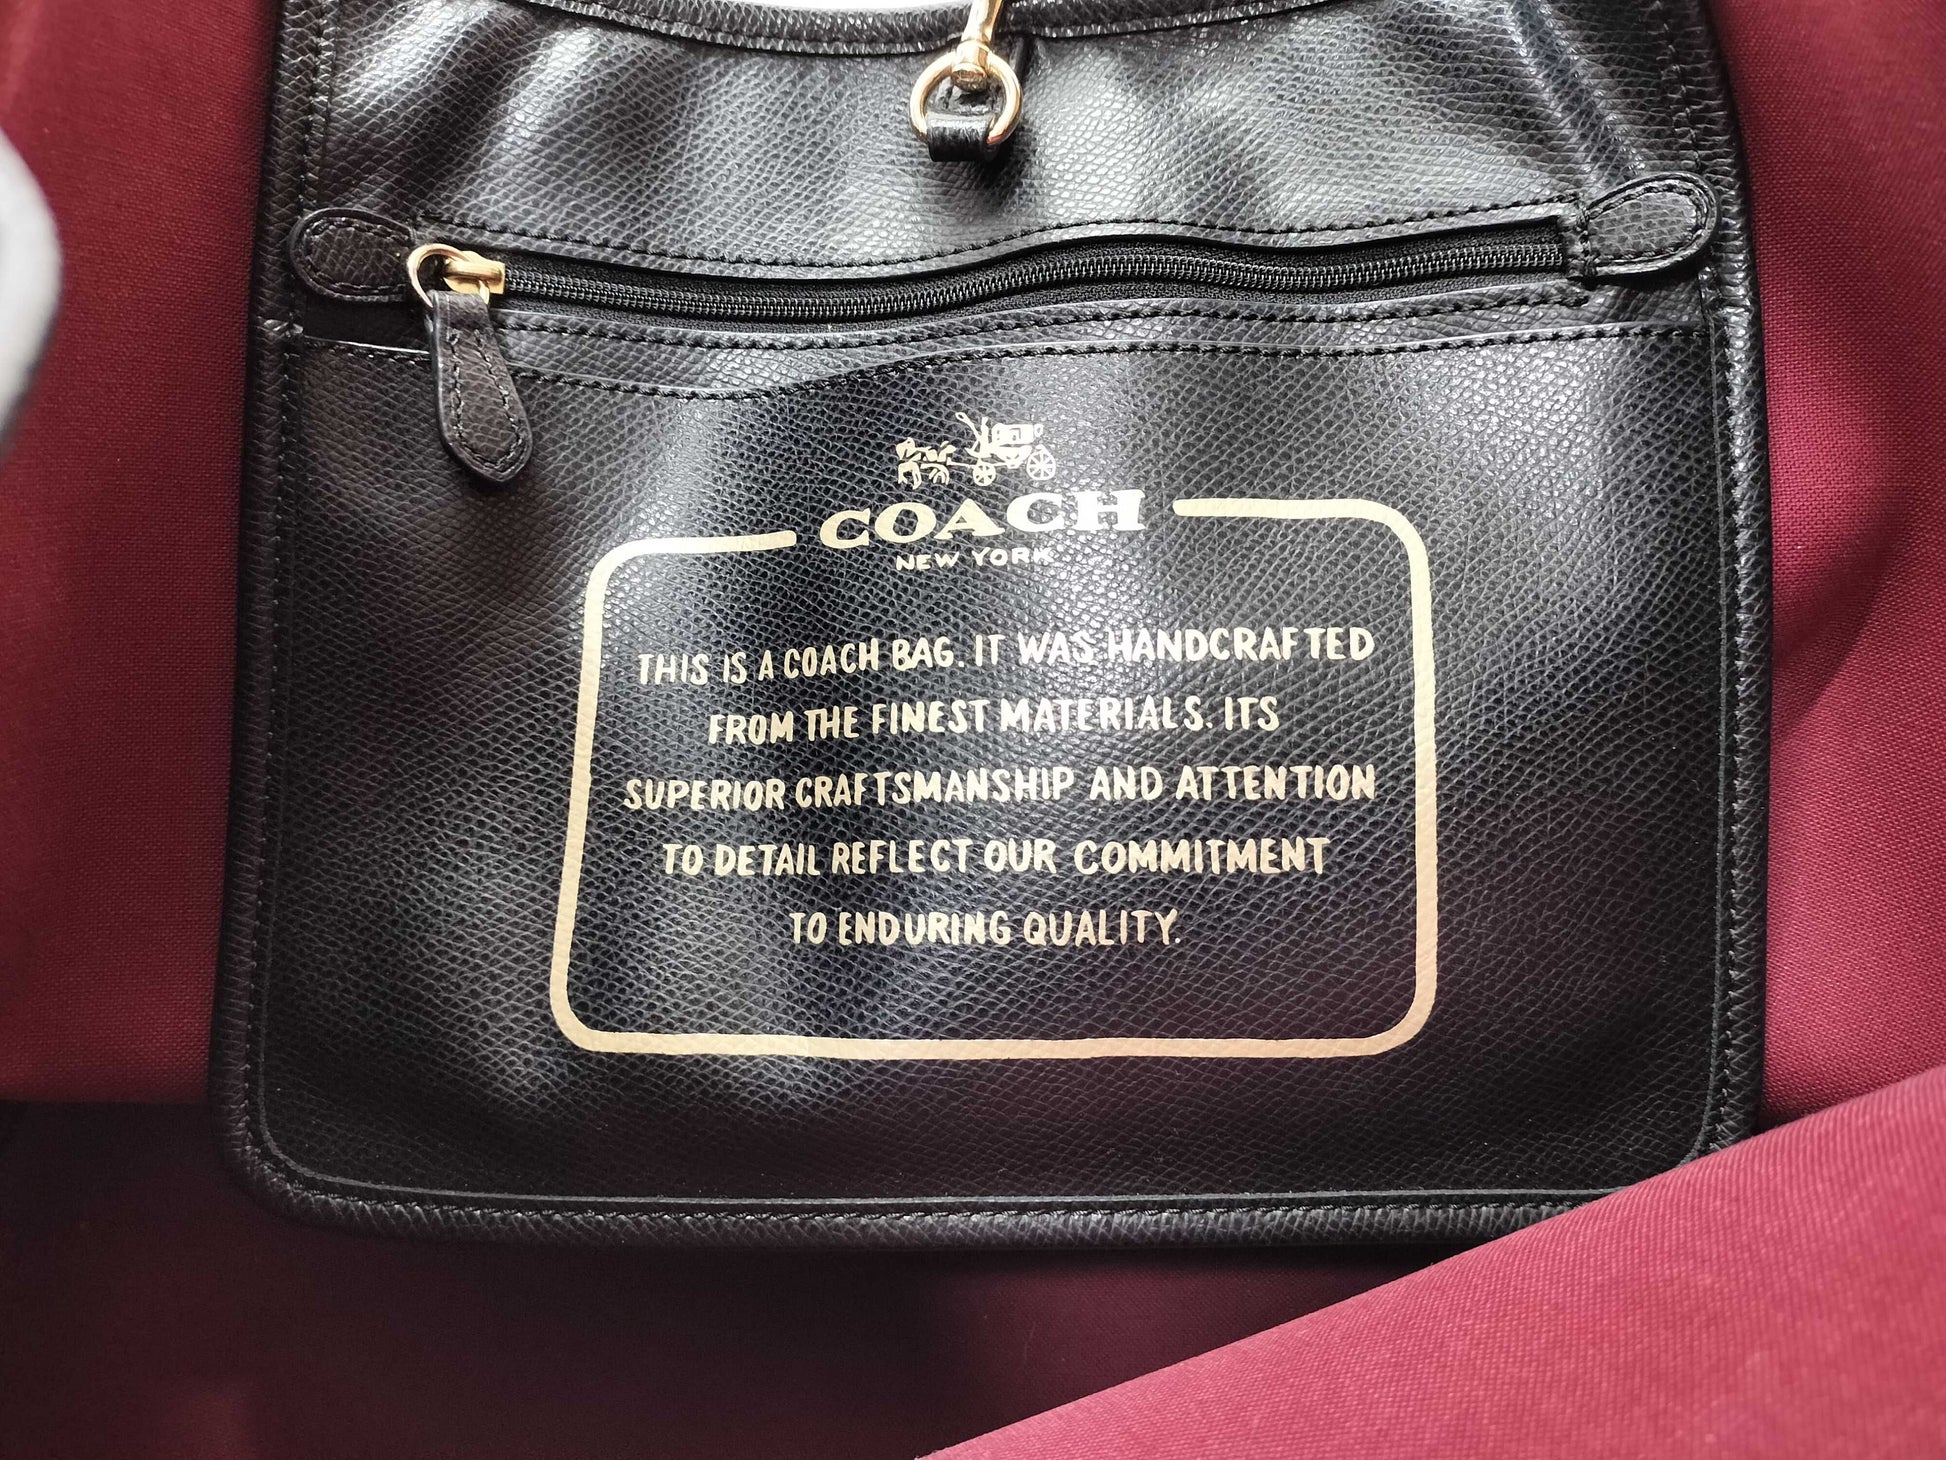 COACH
NEW YORK
THIS IS A COACH BAG. IT WAS HANDCRAFTED
FROM THE FINEST MATERIALS. ITS
SUPERIOR CRAFTSMANSHIP AND ATTENTION
TO DETAIL REFLECT OUR COMMITMENT
TO ENDURING QUALITY.